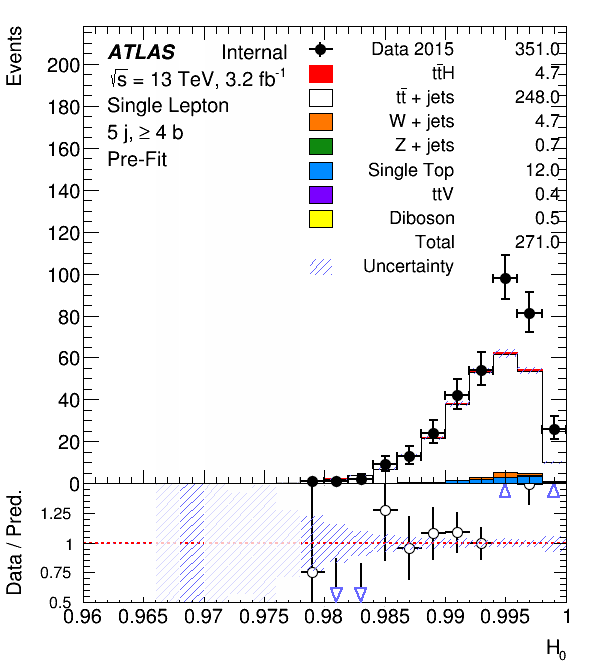 Events
200
180
160
140
120
100
80
60
40
20
0
ATLAS Internal
√s = 13 TeV, 3.2 fb⁻¹
Single Lepton
5 j, ≥ 4 b
Pre-Fit
Data 2015 351.0
tt̄H 4.7
tt̄ + jets 248.0
W + jets 4.7
Z + jets 0.7
Single Top 12.0
ttV 0.4
Diboson 0.5
Total 271.0
Uncertainty
Data / Pred.
1.25
1
0.75
0.5
0.96 0.965 0.97 0.975 0.98 0.985 0.99 0.995 1
H₀